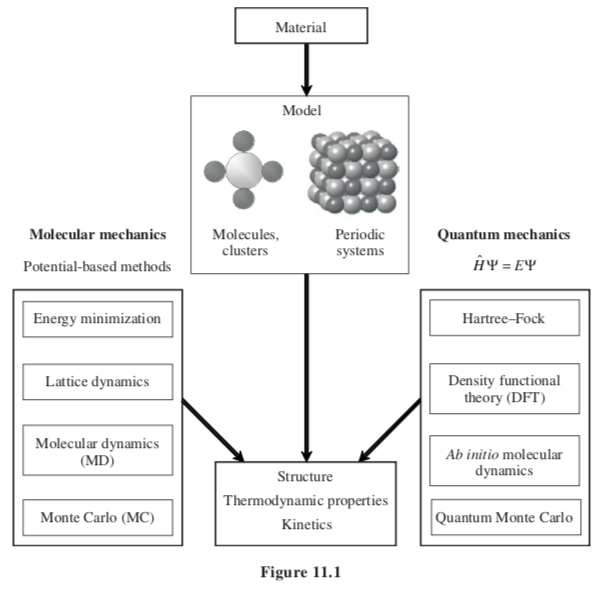 Material
Model
Molecules,
clusters
Periodic
systems
Molecular mechanics
Potential-based methods
Energy minimization
Lattice dynamics
Molecular dynamics
(MD)
Monte Carlo (MC)
Quantum mechanics
ĤΨ = EΨ
Hartree–Fock
Density functional
theory (DFT)
Ab initio molecular
dynamics
Quantum Monte Carlo
Structure
Thermodynamic properties
Kinetics
Figure 11.1